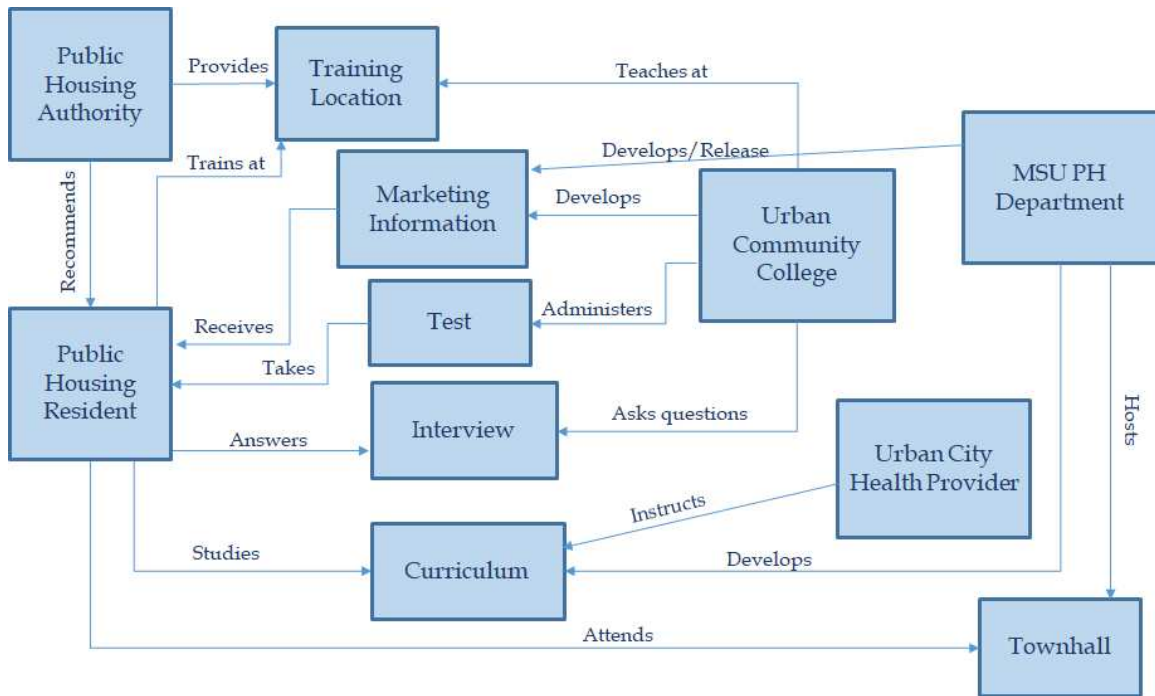 Public
Housing
Authority
Provides
Training
Location
Teaches at
Trains at
Develops/Release
MSU PH
Department
Marketing
Information
Develops
Urban
Community
College
Recommends
Receives
Test
Administers
Takes
Public
Housing
Resident
Answers
Interview
Asks questions
Hosts
Urban City
Health Provider
Instructs
Studies
Curriculum
Develops
Attends
Townhall